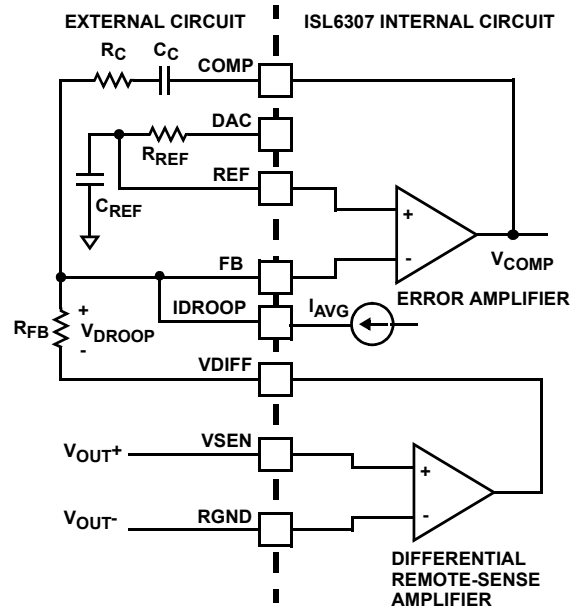 EXTERNAL CIRCUIT
ISL6307 INTERNAL CIRCUIT
RC
CC
COMP
DAC
RREF
REF
CREF
+
-
VCOMP
ERROR AMPLIFIER
FB
IDROOP
IAVG
RFB
+
VDROOP
-
VDIFF
VOUT+
VSEN
+
-
VOUT-
RGND
DIFFERENTIAL
REMOTE-SENSE
AMPLIFIER